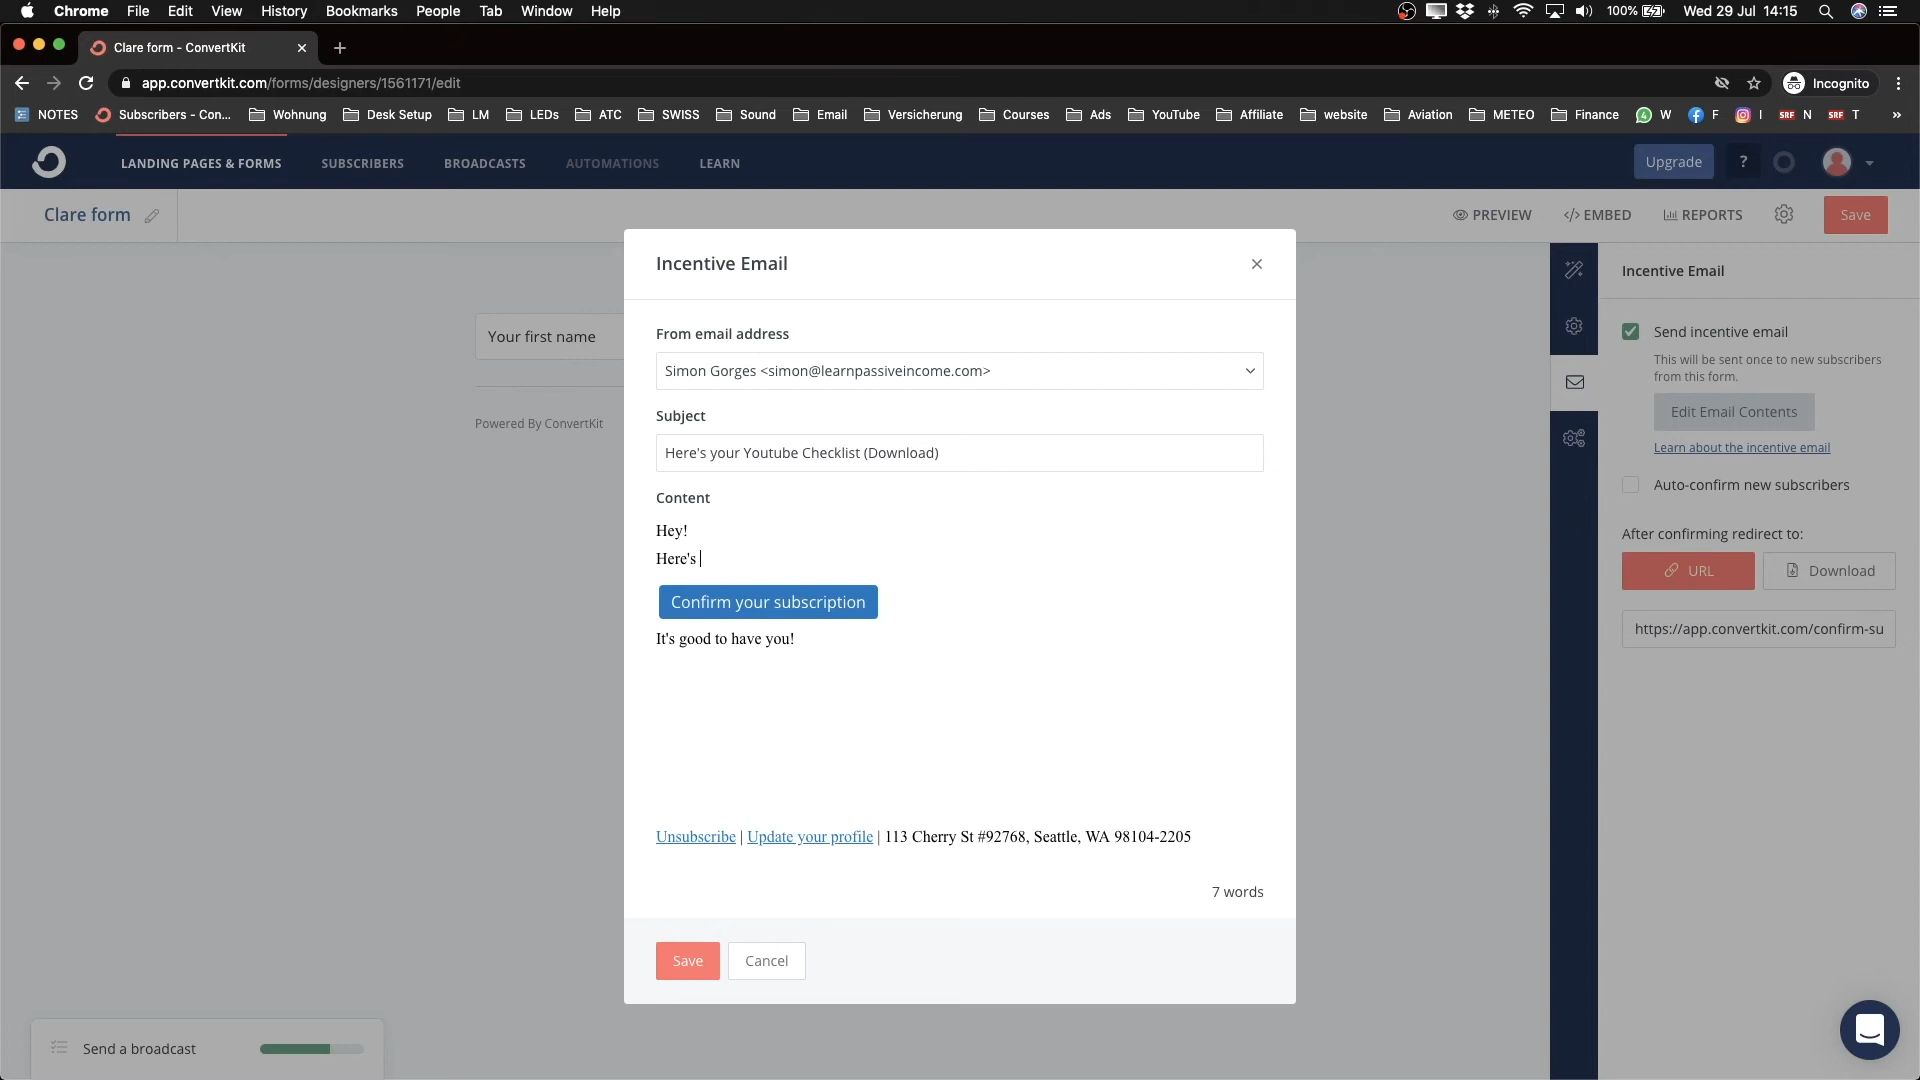 Chrome File Edit View History Bookmarks People Tab Window Help 100% Wed 29 Jul 14:15
Clare form - ConvertKit
app.convertkit.com/forms/designers/1561171/edit Incognito
NOTES Subscribers - Con... Wohnung Desk Setup LM LEDs ATC SWISS Sound Email Versicherung Courses Ads YouTube Affiliate website Aviation METEO Finance 4 W F I SRF N SRF T »
LANDING PAGES & FORMS SUBSCRIBERS BROADCASTS AUTOMATIONS LEARN Upgrade ?
Clare form PREVIEW </> EMBED REPORTS Save
Incentive Email
Incentive Email
From email address
Simon Gorges <simon@learnpassiveincome.com>
Subject
Here's your Youtube Checklist (Download)
Content
Hey!
Here's
Confirm your subscription
It's good to have you!
Unsubscribe | Update your profile | 113 Cherry St #92768, Seattle, WA 98104-2205
7 words
Save Cancel
Your first name
Powered By ConvertKit
Send incentive email
This will be sent once to new subscribers
from this form.
Edit Email Contents
Learn about the incentive email
Auto-confirm new subscribers
After confirming redirect to:
URL Download
https://app.convertkit.com/confirm-su
Send a broadcast